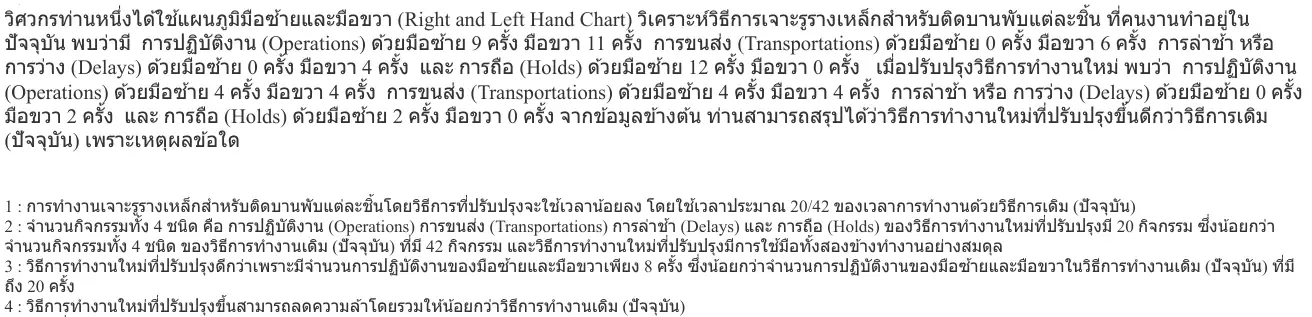 วิศวกรท่านหนึ่งได้ใช้แผนภูมิมือซ้ายและมือขวา (Right and Left Hand Chart) วิเคราะห์วิธีการเจาะรูรางเหล็กสำหรับติดบานพับแต่ละชิ้น ที่คนงานทำอยู่ใน
ปัจจุบัน พบว่ามี การปฏิบัติงาน (Operations) ด้วยมือซ้าย 9 ครั้ง มือขวา 11 ครั้ง การขนส่ง (Transportations) ด้วยมือซ้าย 0 ครั้ง มือขวา 6 ครั้ง การล่าช้า หรือ
การว่าง (Delays) ด้วยมือซ้าย 0 ครั้ง มือขวา 4 ครั้ง และ การถือ (Holds) ด้วยมือซ้าย 12 ครั้ง มือขวา 0 ครั้ง เมื่อปรับปรุงวิธีการทำงานใหม่ พบว่า การปฏิบัติงาน
(Operations) ด้วยมือซ้าย 4 ครั้ง มือขวา 4 ครั้ง การขนส่ง (Transportations) ด้วยมือซ้าย 4 ครั้ง มือขวา 4 ครั้ง การล่าช้า หรือ การว่าง (Delays) ด้วยมือซ้าย 0 ครั้ง
มือขวา 2 ครั้ง และ การถือ (Holds) ด้วยมือซ้าย 2 ครั้ง มือขวา 0 ครั้ง จากข้อมูลข้างต้น ท่านสามารถสรุปได้ว่าวิธีการทำงานใหม่ที่ปรับปรุงขึ้นดีกว่าวิธีการเดิม
(ปัจจุบัน) เพราะเหตุผลข้อใด
1 : การทำงานเจาะรูรางเหล็กสำหรับติดบานพับแต่ละชิ้นโดยวิธีการที่ปรับปรุงจะใช้เวลาน้อยลง โดยใช้เวลาประมาณ 20/42 ของเวลาการทำงานด้วยวิธีการเดิม (ปัจจุบัน)
2 : จำนวนกิจกรรมทั้ง 4 ชนิด คือ การปฏิบัติงาน (Operations) การขนส่ง (Transportations) การล่าช้า (Delays) และ การถือ (Holds) ของวิธีการทำงานใหม่ที่ปรับปรุงมี 20 กิจกรรม ซึ่งน้อยกว่า
จำนวนกิจกรรมทั้ง 4 ชนิด ของวิธีการทำงานเดิม (ปัจจุบัน) ที่มี 42 กิจกรรม และวิธีการทำงานใหม่ที่ปรับปรุงมีการใช้มือทั้งสองข้างทำงานอย่างสมดุล
3 : วิธีการทำงานใหม่ที่ปรับปรุงดีกว่าเพราะมีจำนวนการปฏิบัติงานของมือซ้ายและมือขวาเพียง 8 ครั้ง ซึ่งน้อยกว่าจำนวนการปฏิบัติงานของมือซ้ายและมือขวาในวิธีการทำงานเดิม (ปัจจุบัน) ที่มี
ถึง 20 ครั้ง
4 : วิธีการทำงานใหม่ที่ปรับปรุงขึ้นสามารถลดความล้าโดยรวมให้น้อยกว่าวิธีการทำงานเดิม (ปัจจุบัน)